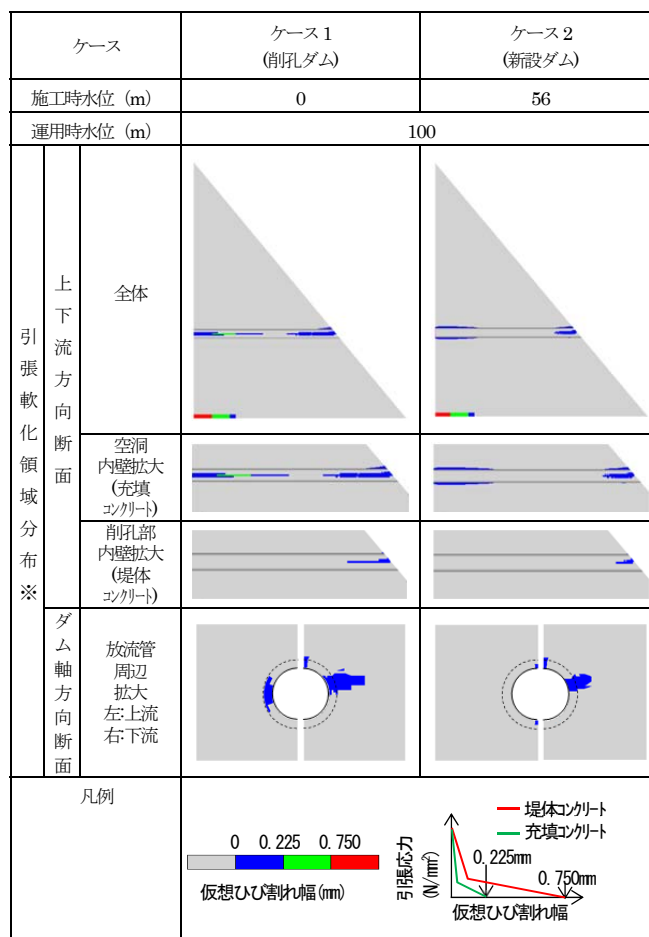 ケース
ケース 1
(削孔ダム)
ケース 2
(新設ダム)
施工時水位 (m)
0
56
運用時水位 (m)
100
引張軟化領域分布※
上下流方向断面
全体
空洞
内壁拡大
(充填
コンクリート)
削孔部
内壁拡大
(堤体
コンクリート)
ダム軸方向断面
放流管
周辺
拡大
左:上流
右:下流
凡例
0 0.225 0.750
仮想ひび割れ幅(mm)
引張応力
(N/mm²)
堤体コンクリート
充填コンクリート
0.225mm
0.750mm
仮想ひび割れ幅